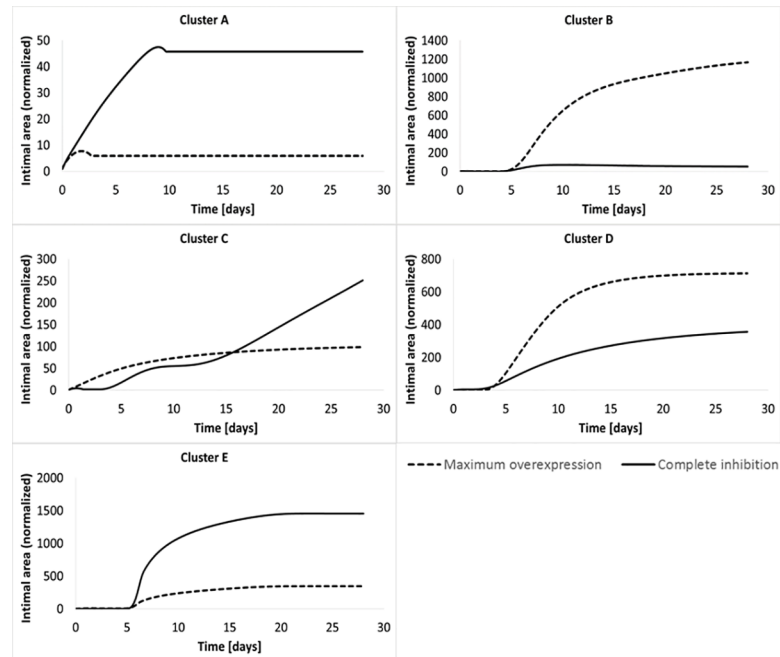 Cluster A
Intimal area (normalized)
50
40
30
20
10
0
0 5 10 15 20 25 30
Time [days]
Cluster B
Intimal area (normalized)
1400
1200
1000
800
600
400
200
0
0 5 10 15 20 25 30
Time [days]
Cluster C
Intimal area (normalized)
300
250
200
150
100
50
0
0 5 10 15 20 25 30
Time [days]
Cluster D
Intimal area (normalized)
800
600
400
200
0
0 5 10 15 20 25 30
Time [days]
Cluster E
Intimal area (normalized)
2000
1500
1000
500
0
0 5 10 15 20 25 30
Time [days]
Maximum overexpression Complete inhibition